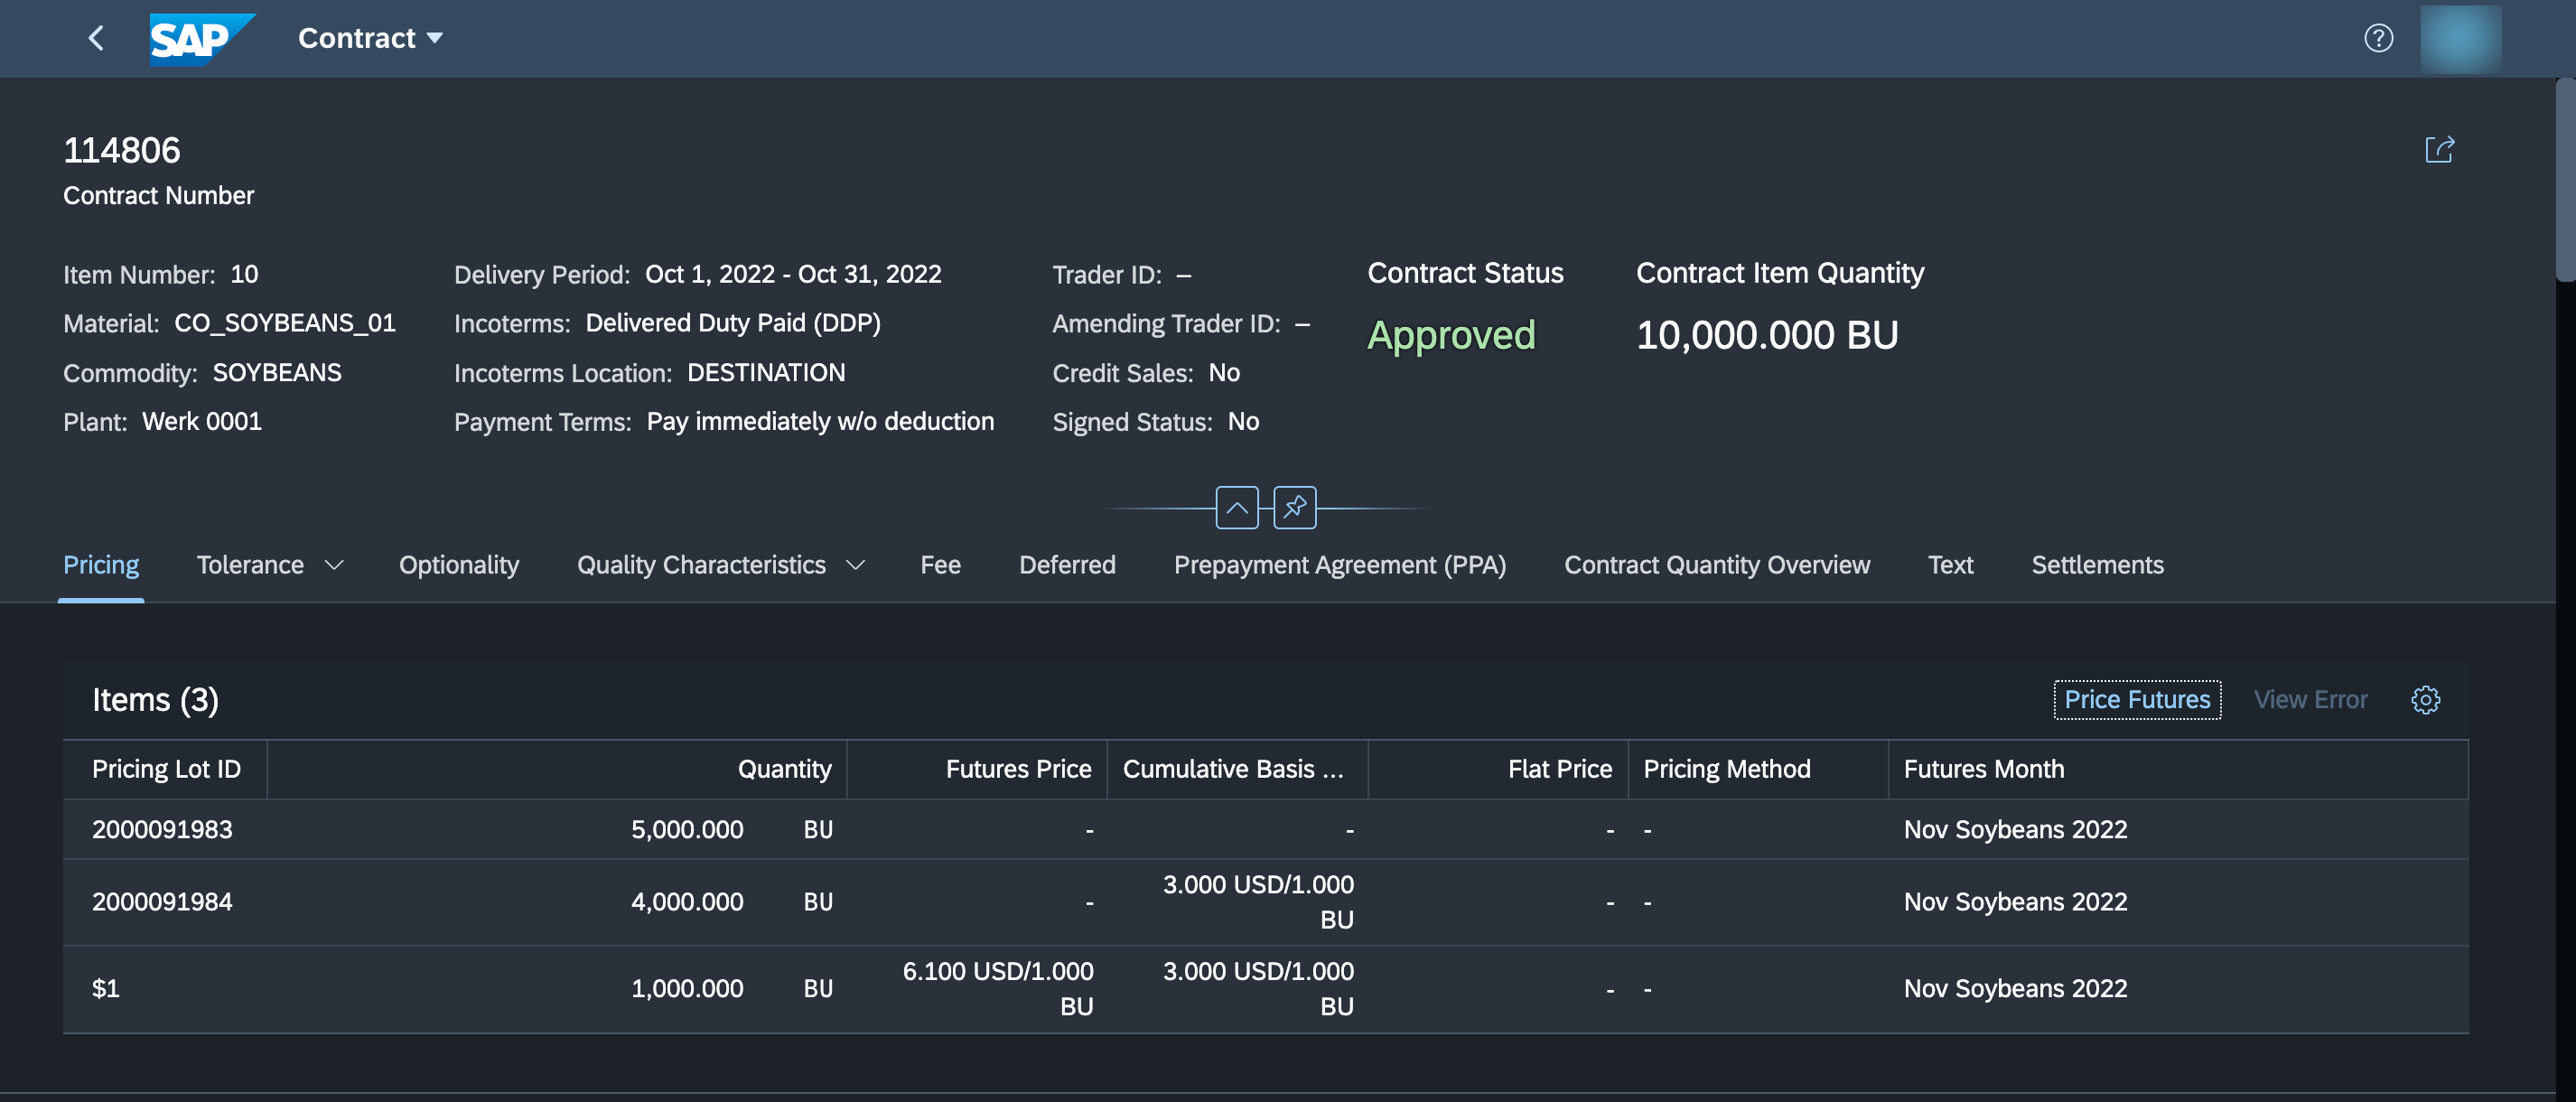 SAP Contract
114806
Contract Number
Item Number: 10
Material: CO_SOYBEANS_01
Commodity: SOYBEANS
Plant: Werk 0001
Delivery Period: Oct 1, 2022 - Oct 31, 2022
Incoterms: Delivered Duty Paid (DDP)
Incoterms Location: DESTINATION
Payment Terms: Pay immediately w/o deduction
Trader ID: –
Amending Trader ID: –
Credit Sales: No
Signed Status: No
Contract Status
Approved
Contract Item Quantity
10,000.000 BU
Pricing Tolerance Optionality Quality Characteristics Fee Deferred Prepayment Agreement (PPA) Contract Quantity Overview Text Settlements
Items (3) Price Futures View Error
Pricing Lot ID Quantity Futures Price Cumulative Basis ... Flat Price Pricing Method Futures Month
2000091983 5,000.000 BU - - - - Nov Soybeans 2022
2000091984 4,000.000 BU - 3.000 USD/1.000 BU - - Nov Soybeans 2022
$1 1,000.000 BU 6.100 USD/1.000 BU 3.000 USD/1.000 BU - - Nov Soybeans 2022